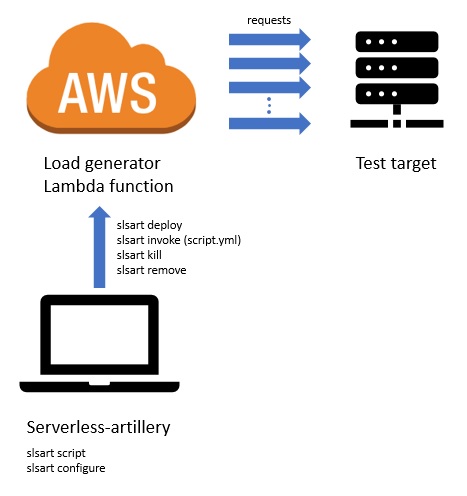 requests
AWS
Load generator
Lambda function
Test target
slsart deploy
slsart invoke (script.yml)
slsart kill
slsart remove
Serverless-artillery
slsart script
slsart configure